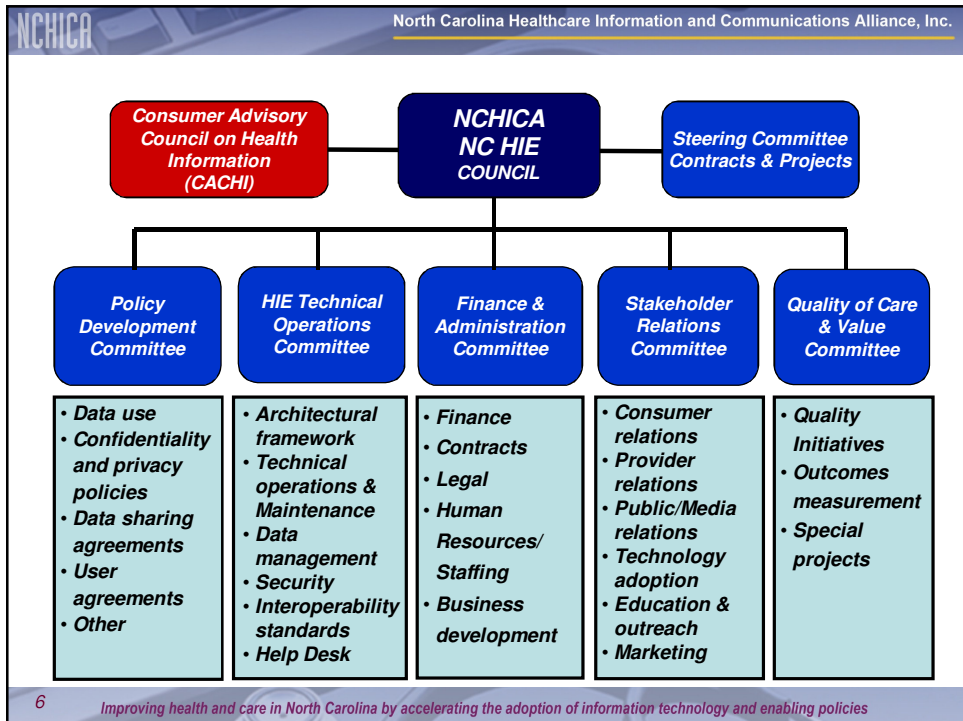 NCHICA
North Carolina Healthcare Information and Communications Alliance, Inc.
Consumer Advisory
Council on Health
Information
(CACHI)
NCHICA
NC HIE
COUNCIL
Steering Committee
Contracts & Projects
Policy
Development
Committee
HIE Technical
Operations
Committee
Finance &
Administration
Committee
Stakeholder
Relations
Committee
Quality of Care
& Value
Committee
• Data use
• Confidentiality
and privacy
policies
• Data sharing
agreements
• User
agreements
• Other
• Architectural
framework
• Technical
operations &
Maintenance
• Data
management
• Security
• Interoperability
standards
• Help Desk
• Finance
• Contracts
• Legal
• Human
Resources/
Staffing
• Business
development
• Consumer
relations
• Provider
relations
• Public/Media
relations
• Technology
adoption
• Education &
outreach
• Marketing
• Quality
Initiatives
• Outcomes
measurement
• Special
projects
6
Improving health and care in North Carolina by accelerating the adoption of information technology and enabling policies